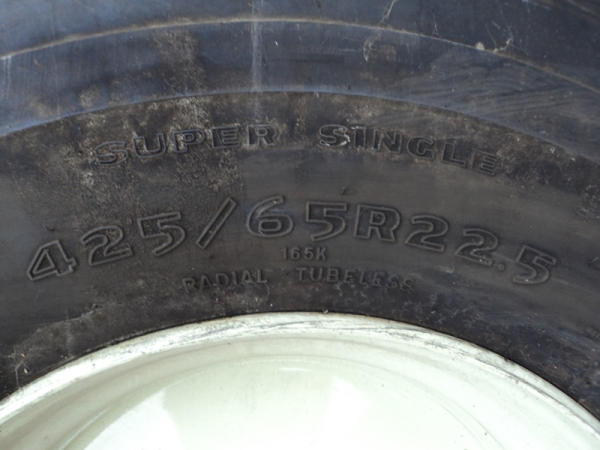 SUPER SINGLE
425/65R22.5
165K
RADIAL TUBELESS